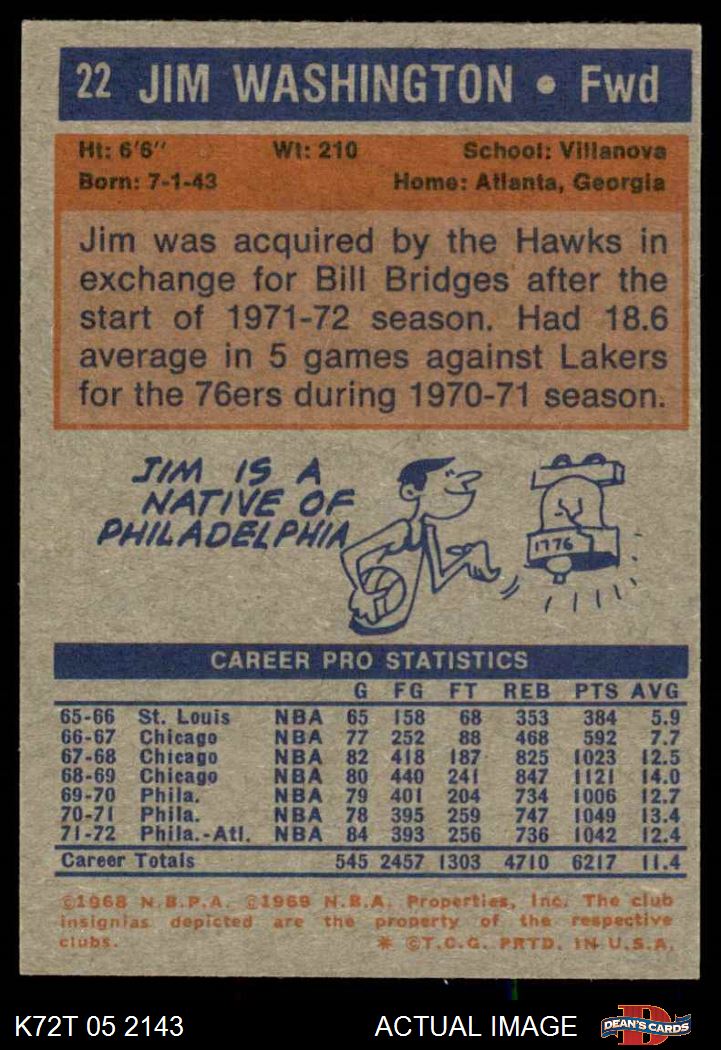 22 JIM WASHINGTON • Fwd
Ht: 6'6" Wt: 210 School: Villanova
Born: 7-1-43 Home: Atlanta, Georgia
Jim was acquired by the Hawks in
exchange for Bill Bridges after the
start of 1971-72 season. Had 18.6
average in 5 games against Lakers
for the 76ers during 1970-71 season.
JIM IS A
NATIVE OF
PHILADELPHIA
1776
CAREER PRO STATISTICS
G FG FT REB PTS AVG
65-66 St. Louis NBA 65 158 68 353 384 5.9
66-67 Chicago NBA 77 252 88 468 592 7.7
67-68 Chicago NBA 82 418 187 825 1023 12.5
68-69 Chicago NBA 80 440 241 847 1121 14.0
69-70 Phila. NBA 79 401 204 734 1006 12.7
70-71 Phila. NBA 78 395 259 747 1049 13.4
71-72 Phila.-Atl. NBA 84 393 256 736 1042 12.4
Career Totals 545 2457 1303 4710 6217 11.4
©1968 N.B.P.A. ©1969 N.B.A. Properties, Inc. The club
insignias depicted are the property of the respective
clubs. * ©T.C.G. PRTD. IN U.S.A.
K72T 05 2143 ACTUAL IMAGE DEAN'S CARDS